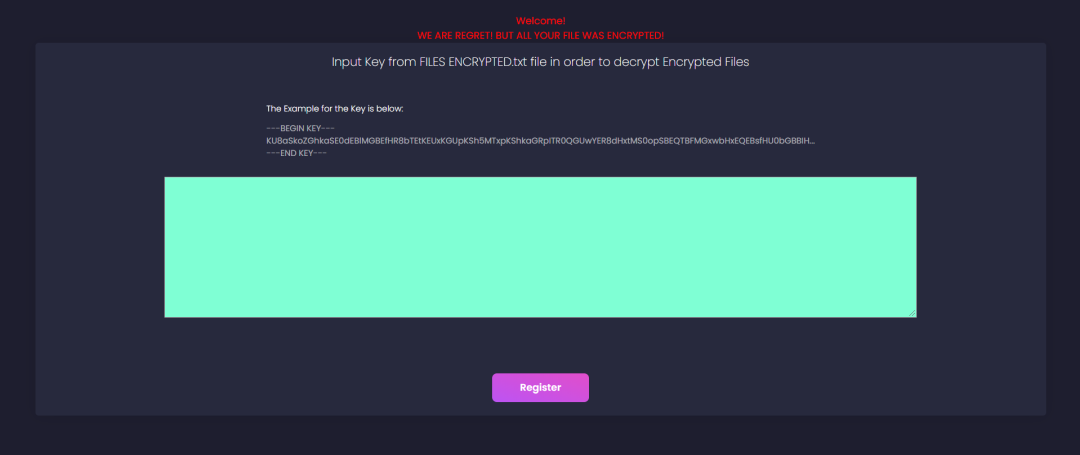 Welcome!
WE ARE REGRET! BUT ALL YOUR FILE WAS ENCRYPTED!
Input Key from FILES ENCRYPTED.txt file in order to decrypt Encrypted Files
The Example for the Key is below:
---BEGIN KEY---
KU8aSkoZGhkaSE0dEBIMGBEfHR8bTEtKEUxKGUpKSh5MTxpKShkaGRpITR0QGUwYER8dHxtMS0opSBEQTBFMGxwbHxEQEBsfHU0bGBBIH...
---END KEY---
Register